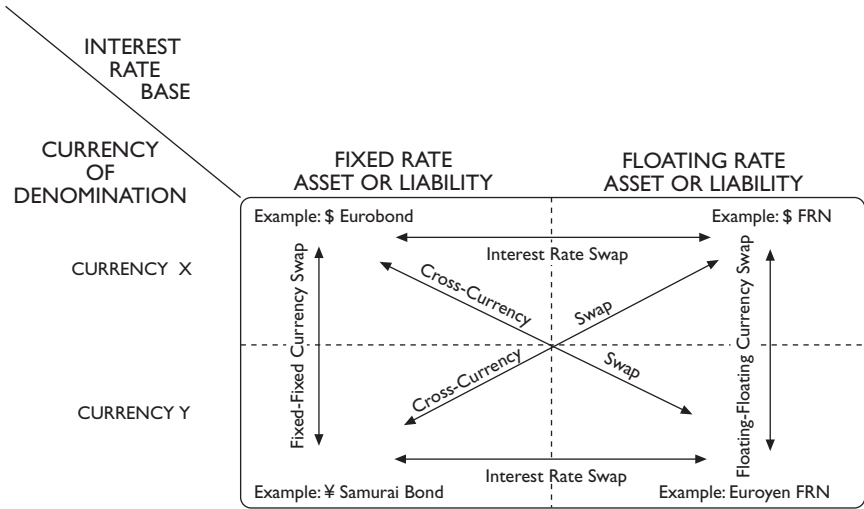 INTEREST
RATE
BASE
CURRENCY
OF
DENOMINATION
FIXED RATE
ASSET OR LIABILITY
FLOATING RATE
ASSET OR LIABILITY
Example: $ Eurobond
Example: $ FRN
Interest Rate Swap
CURRENCY X
Fixed-Fixed Currency Swap
Cross-Currency
Swap
Floating-Floating Currency Swap
Cross-Currency
Swap
CURRENCY Y
Interest Rate Swap
Example: ¥ Samurai Bond
Example: Euroyen FRN